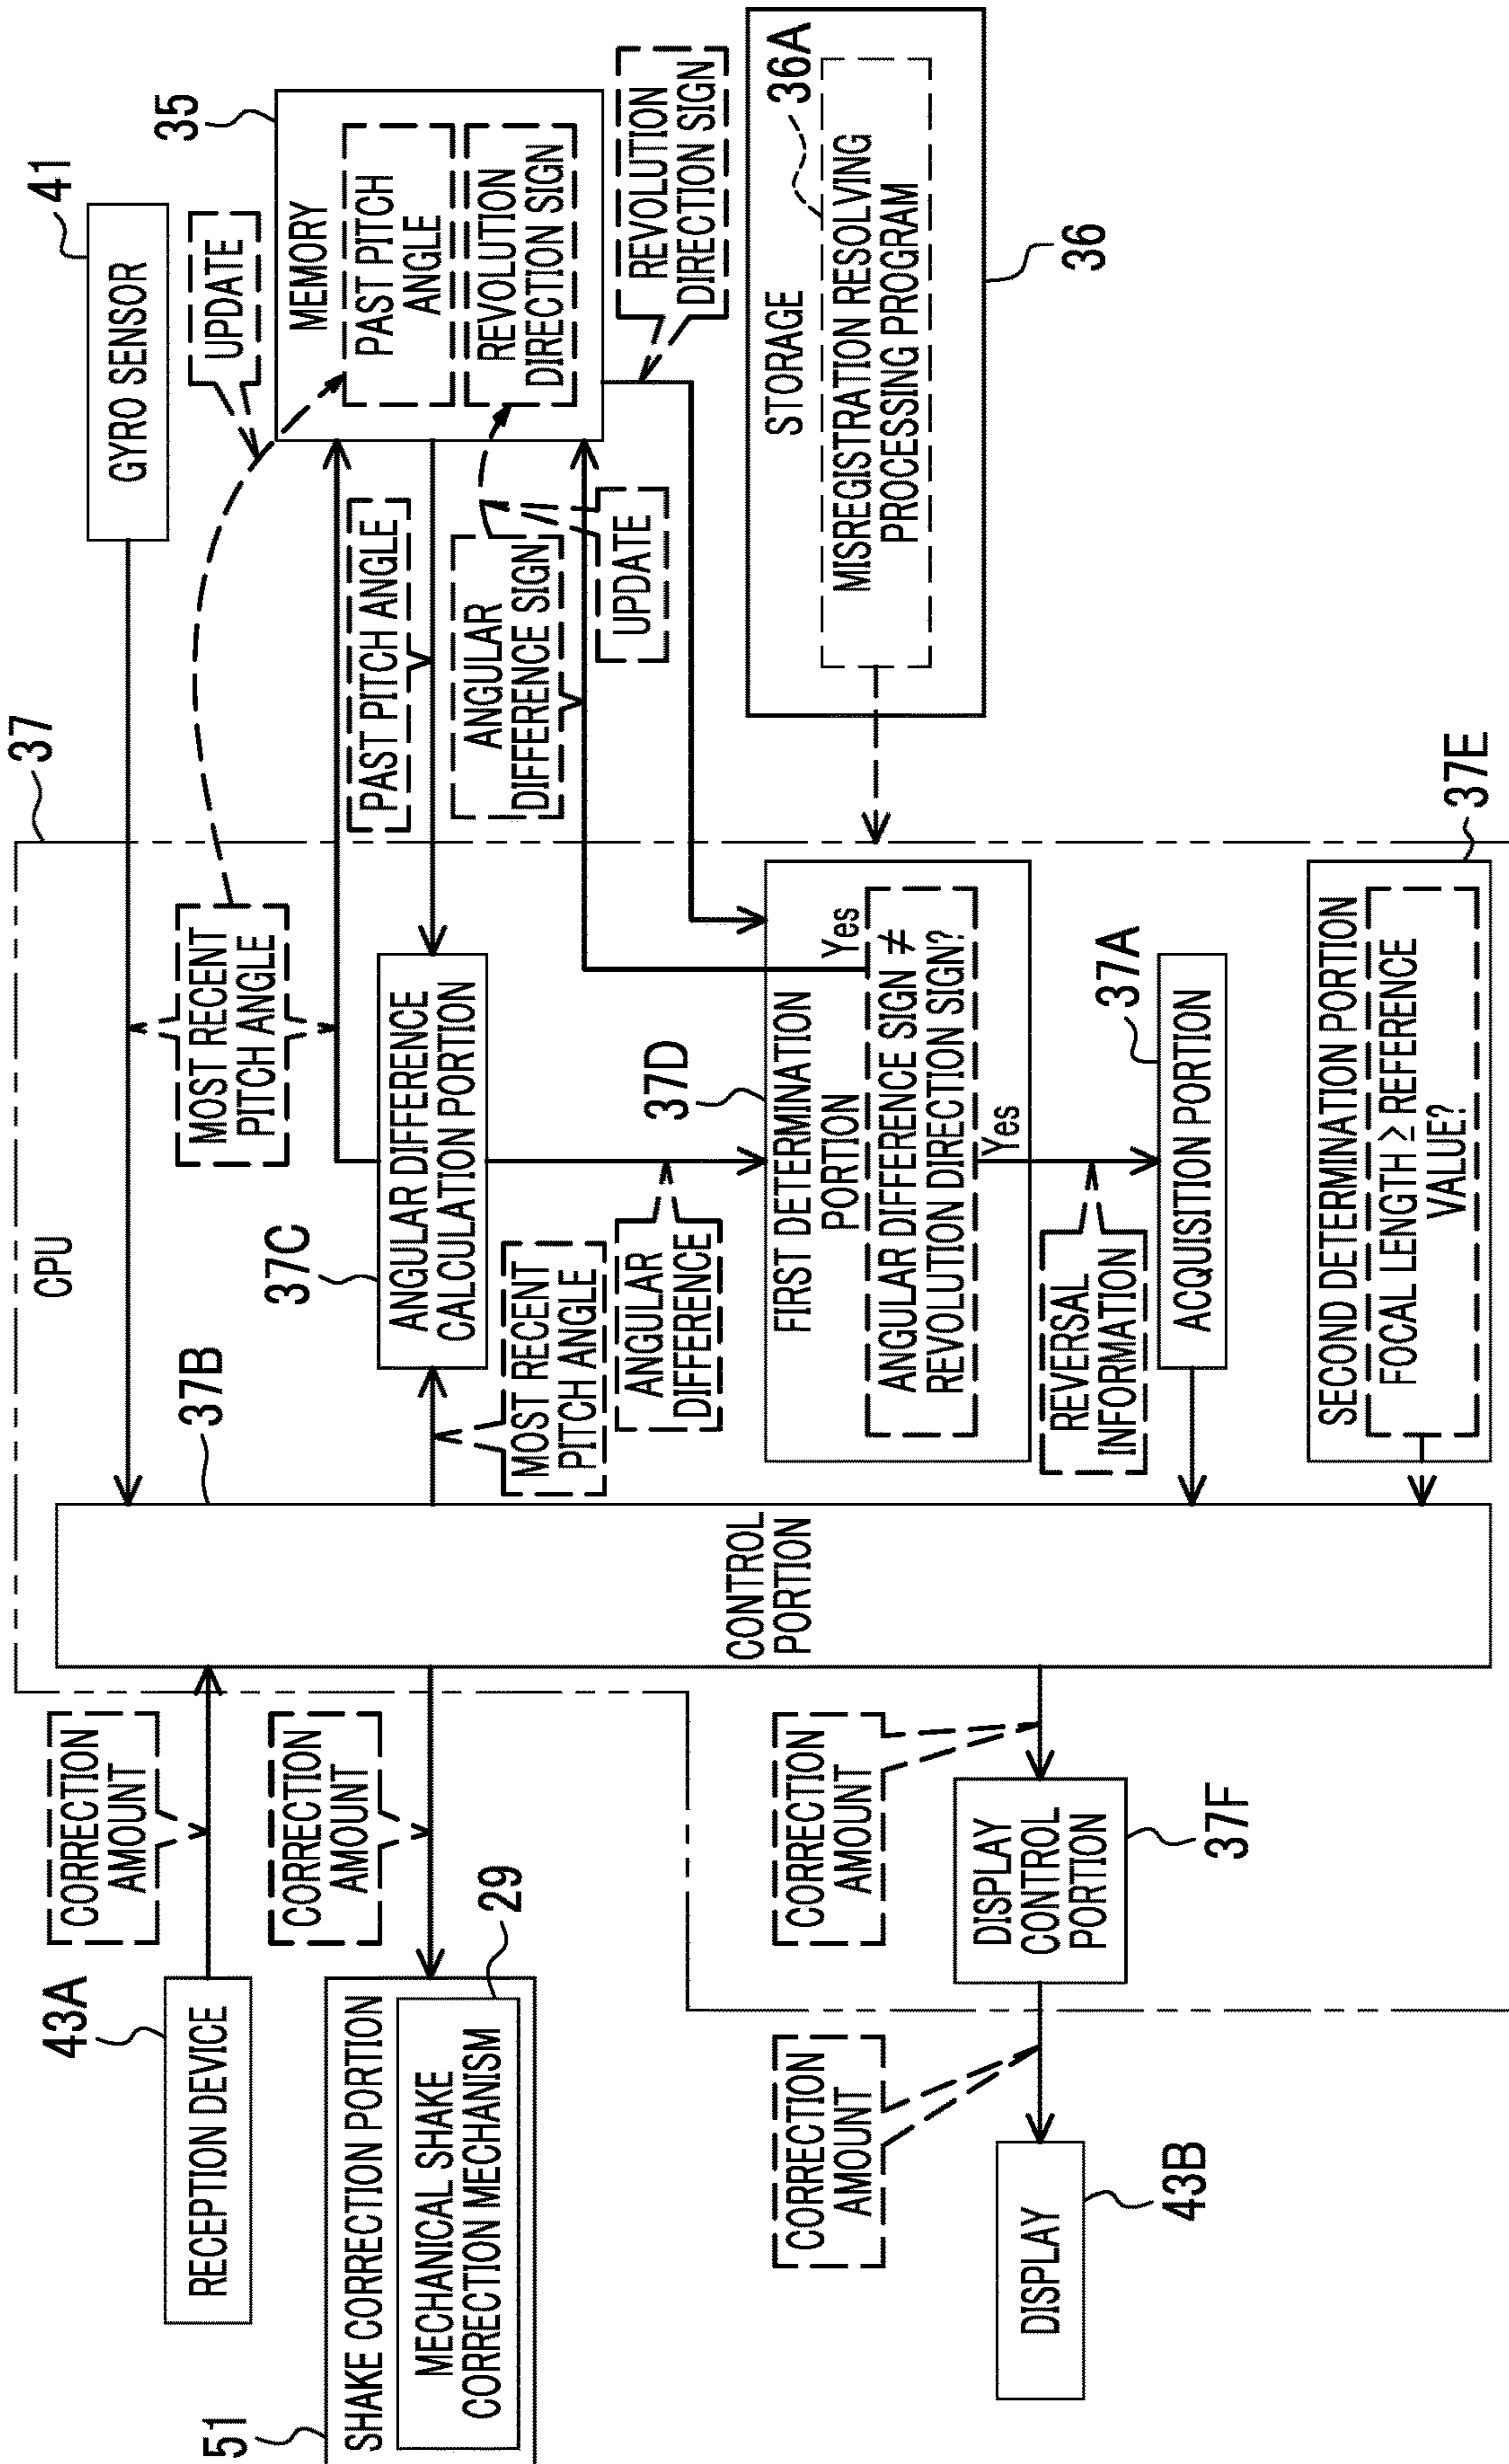 37
CPU
41
GYRO SENSOR
UPDATE
35
MEMORY
PAST PITCH
ANGLE
REVOLUTION
DIRECTION SIGN
REVOLUTION
DIRECTION SIGN
MOST RECENT
PITCH ANGLE
PAST PITCH ANGLE
ANGULAR
DIFFERENCE SIGN
UPDATE
STORAGE
36A
MISREGISTRATION RESOLVING
PROCESSING PROGRAM
36
43A
RECEPTION DEVICE
CORRECTION
AMOUNT
51
SHAKE CORRECTION PORTION
MECHANICAL SHAKE
CORRECTION MECHANISM
29
CORRECTION
AMOUNT
37B
CONTROL
PORTION
37C
ANGULAR DIFFERENCE
CALCULATION PORTION
MOST RECENT
PITCH ANGLE
ANGULAR
DIFFERENCE
37D
FIRST DETERMINATION
PORTION
Yes
ANGULAR DIFFERENCE SIGN ≠
REVOLUTION DIRECTION SIGN?
Yes
REVERSAL
INFORMATION
37A
ACQUISITION PORTION
37E
SECOND DETERMINATION PORTION
FOCAL LENGTH ≥ REFERENCE
VALUE?
CORRECTION
AMOUNT
DISPLAY
CONTROL
PORTION
37F
CORRECTION
AMOUNT
DISPLAY
43B